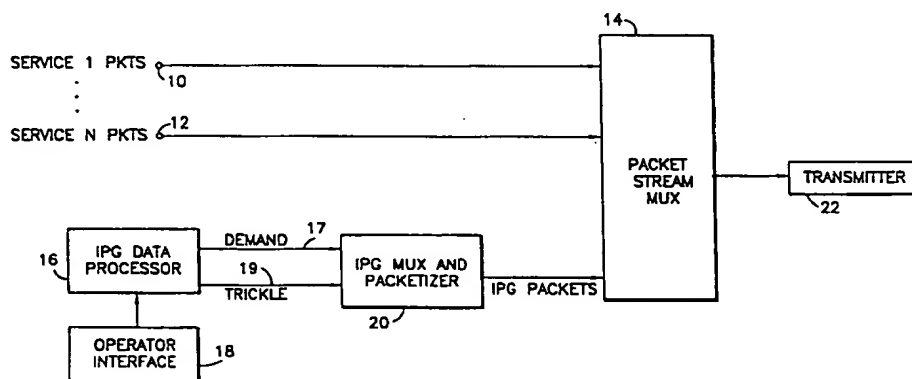 14
SERVICE 1 PKTS
10
SERVICE N PKTS
12
PACKET
STREAM
MUX
TRANSMITTER
22
DEMAND
17
16
IPG DATA
PROCESSOR
19
TRICKLE
IPG MUX AND
PACKETIZER
20
IPG PACKETS
OPERATOR
INTERFACE
18